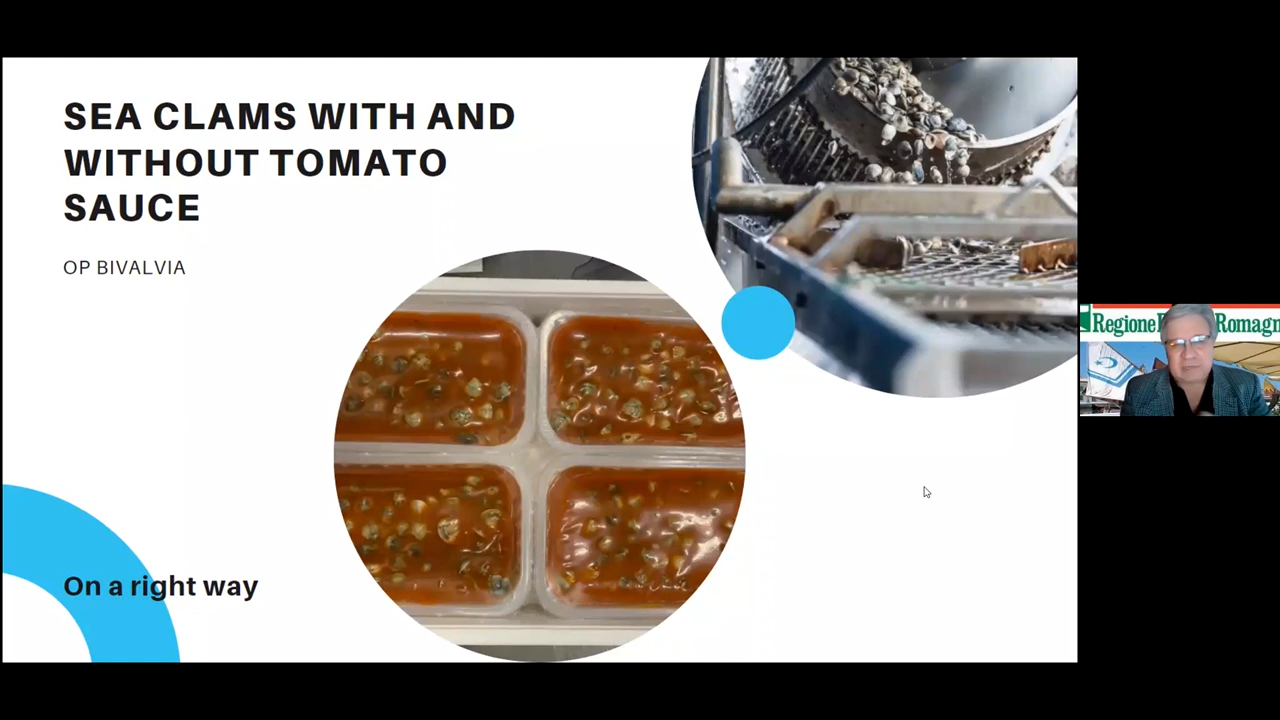 SEA CLAMS WITH AND
WITHOUT TOMATO
SAUCE
OP BIVALVIA
On a right way
Regione Romagn